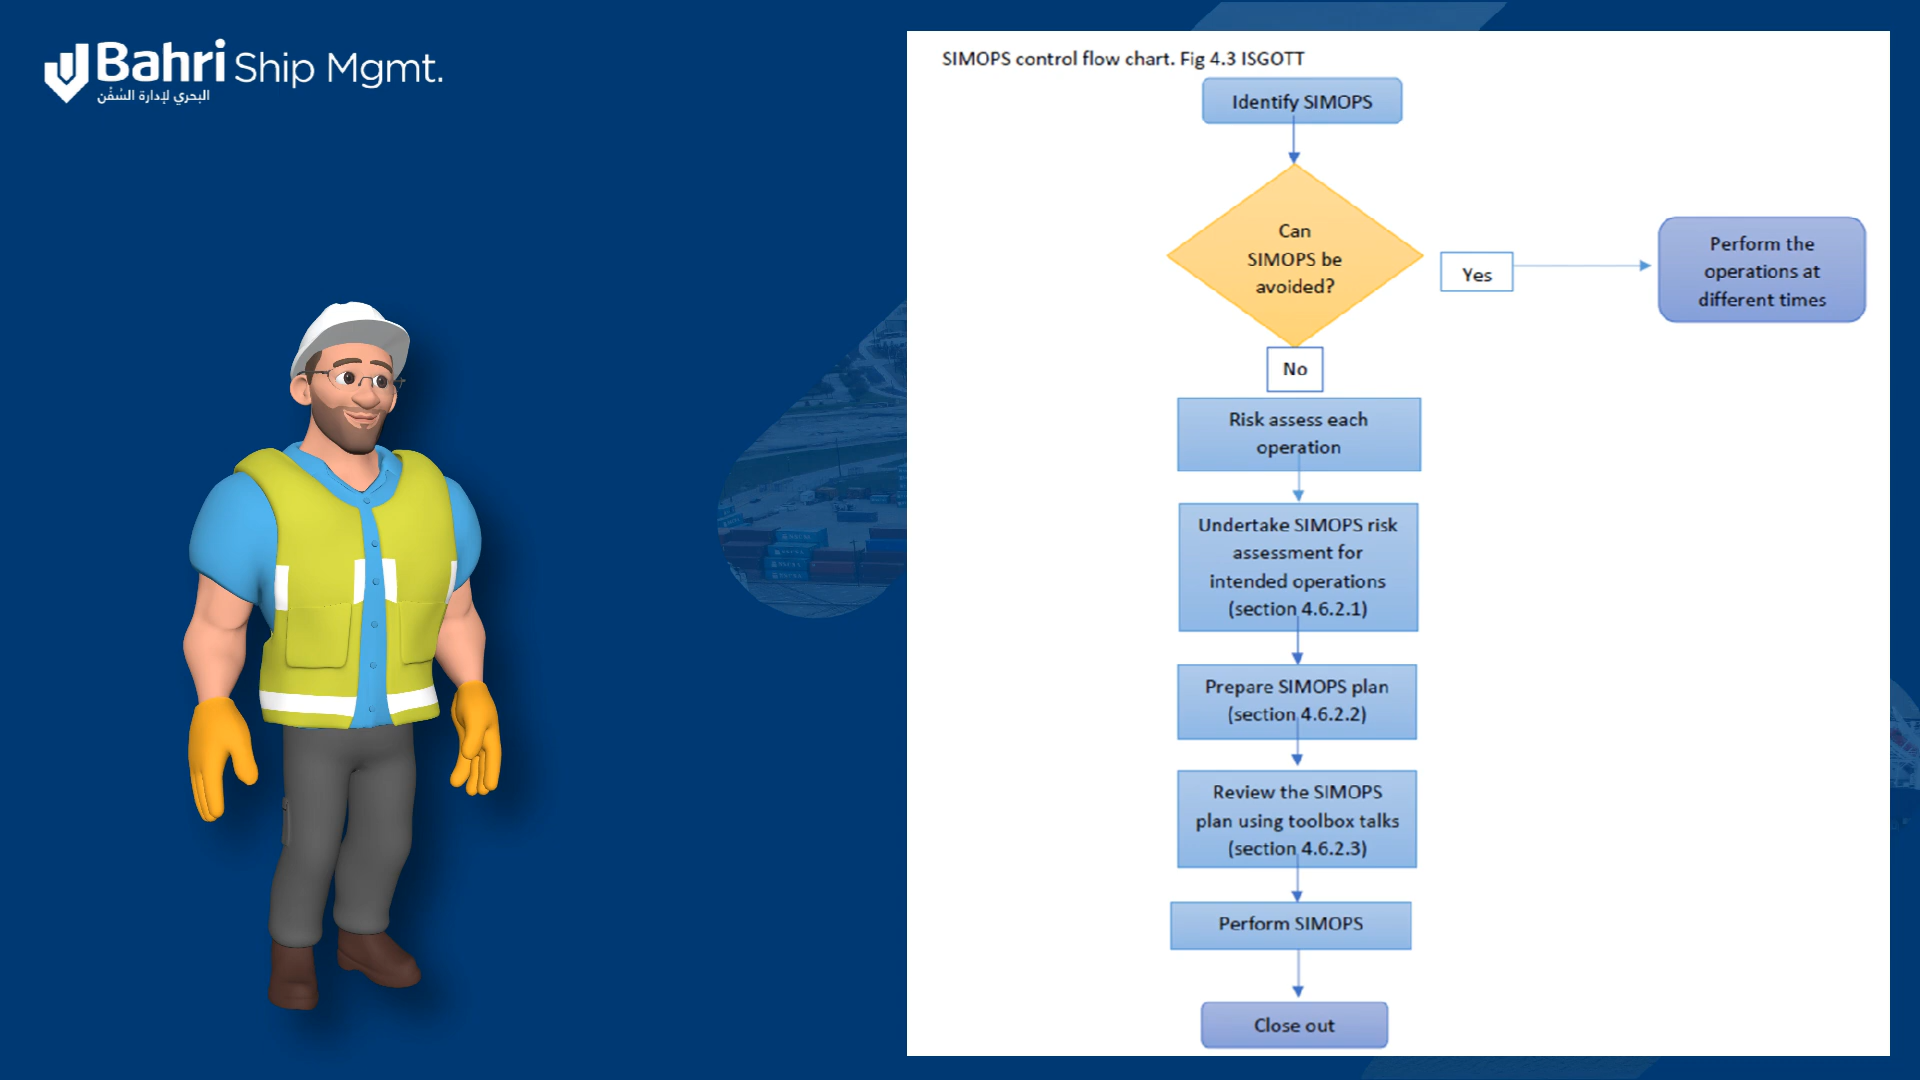 Bahri Ship Mgmt.
البحري لإدارة السُفُن
SIMOPS control flow chart. Fig 4.3 ISGOTT
Identify SIMOPS
Can
SIMOPS be
avoided?
Yes
Perform the
operations at
different times
No
Risk assess each
operation
Undertake SIMOPS risk
assessment for
intended operations
(section 4.6.2.1)
Prepare SIMOPS plan
(section 4.6.2.2)
Review the SIMOPS
plan using toolbox talks
(section 4.6.2.3)
Perform SIMOPS
Close out